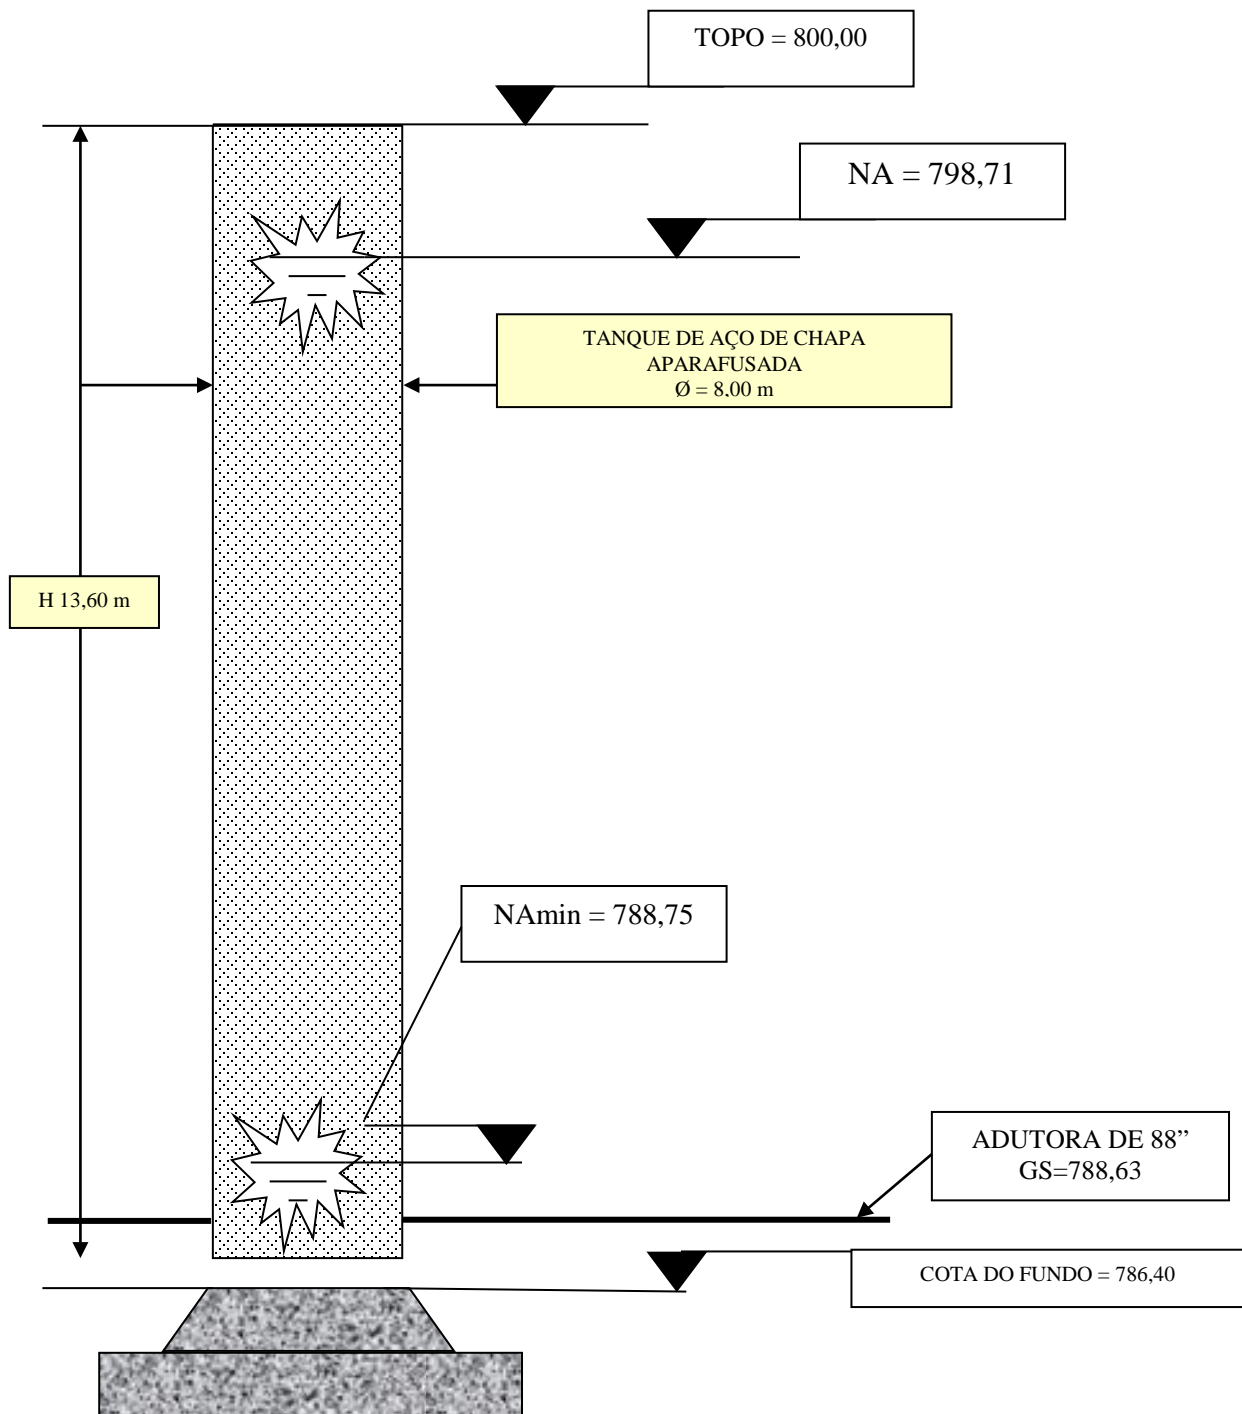 TOPO = 800,00
NA = 798,71
TANQUE DE AÇO DE CHAPA
APARAFUSADA
Ø = 8,00 m
H 13,60 m
NAmin = 788,75
ADUTORA DE 88”
GS=788,63
COTA DO FUNDO = 786,40